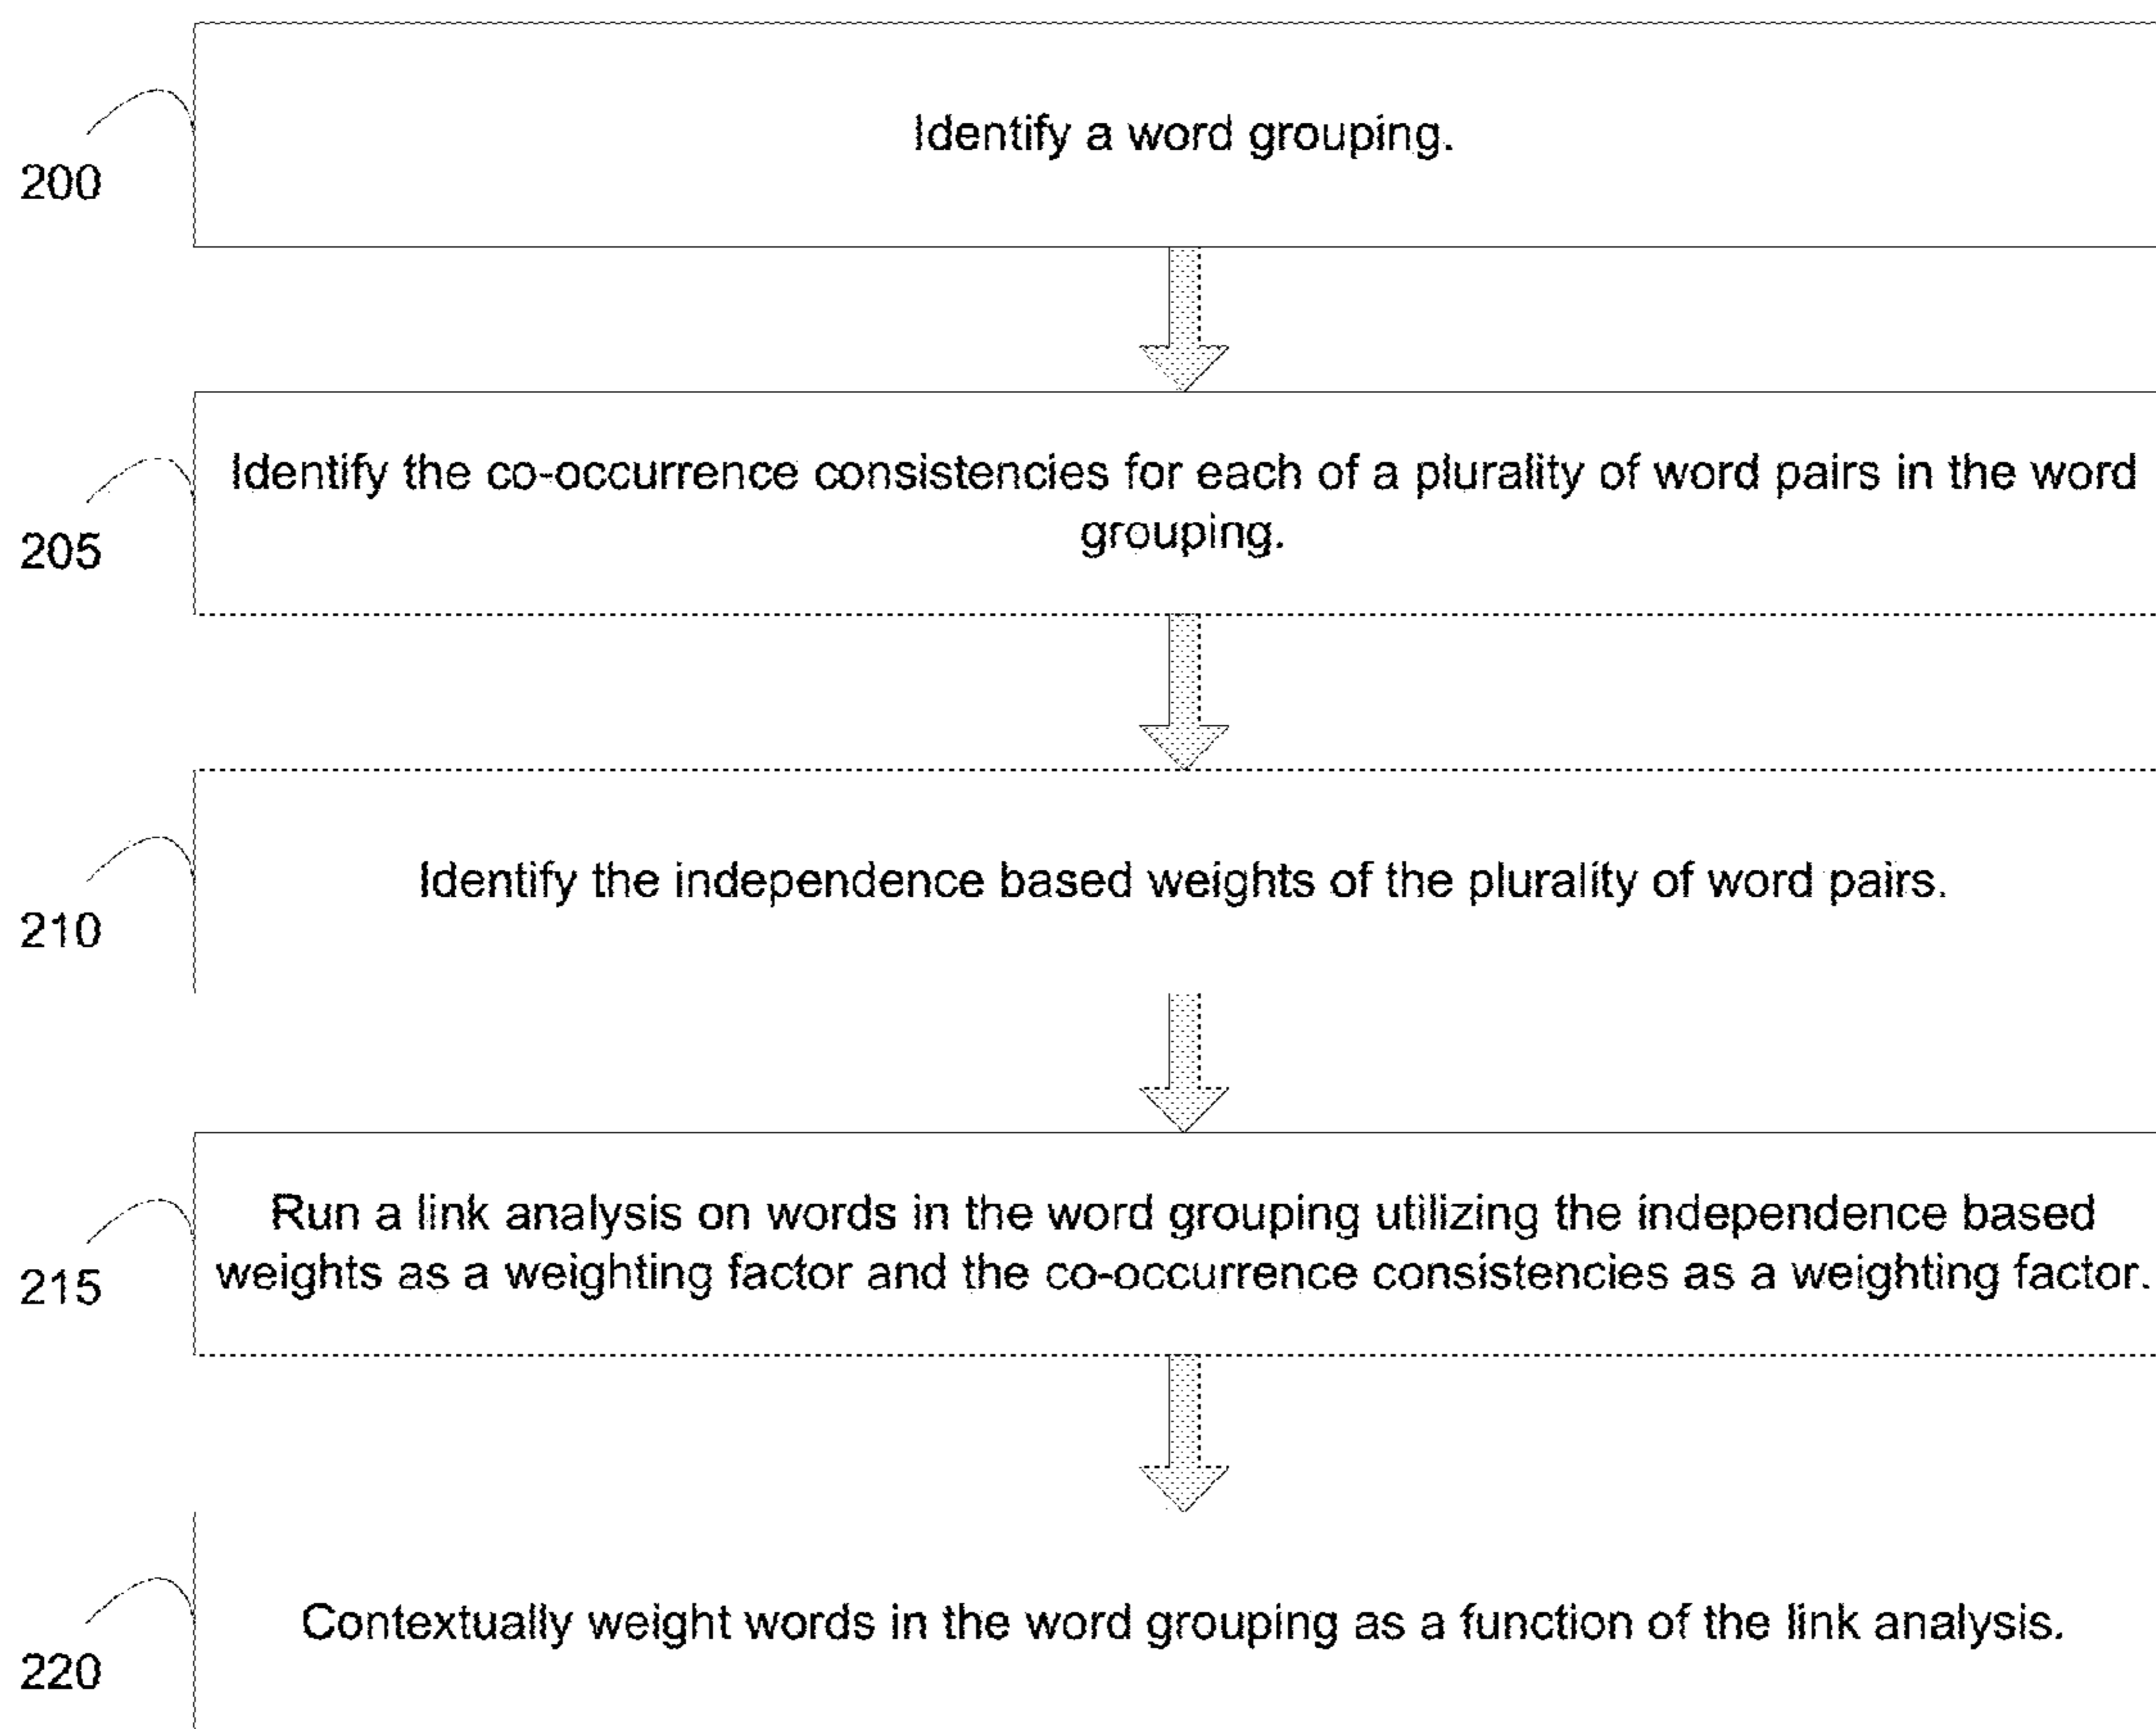 Identify a word grouping.
200
Identify the co-occurrence consistencies for each of a plurality of word pairs in the word
grouping.
205
Identify the independence based weights of the plurality of word pairs.
210
Run a link analysis on words in the word grouping utilizing the independence based
weights as a weighting factor and the co-occurrence consistencies as a weighting factor.
215
Contextually weight words in the word grouping as a function of the link analysis.
220